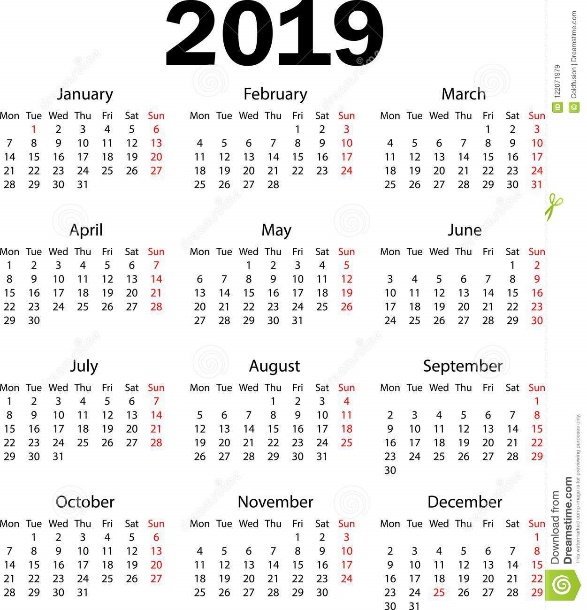 2019
January
Mon Tue Wed Thu Fri Sat Sun
1 2 3 4 5 6
7 8 9 10 11 12 13
14 15 16 17 18 19 20
21 22 23 24 25 26 27
28 29 30 31
February
Mon Tue Wed Thu Fri Sat Sun
1 2 3
4 5 6 7 8 9 10
11 12 13 14 15 16 17
18 19 20 21 22 23 24
25 26 27 28
March
Mon Tue Wed Thu Fri Sat Sun
1 2 3
4 5 6 7 8 9 10
11 12 13 14 15 16 17
18 19 20 21 22 23 24
25 26 27 28 29 30 31
April
Mon Tue Wed Thu Fri Sat Sun
1 2 3 4 5 6 7
8 9 10 11 12 13 14
15 16 17 18 19 20 21
22 23 24 25 26 27 28
29 30
May
Mon Tue Wed Thu Fri Sat Sun
1 2 3 4 5
6 7 8 9 10 11 12
13 14 15 16 17 18 19
20 21 22 23 24 25 26
27 28 29 30 31
June
Mon Tue Wed Thu Fri Sat Sun
1 2
3 4 5 6 7 8 9
10 11 12 13 14 15 16
17 18 19 20 21 22 23
24 25 26 27 28 29 30
July
Mon Tue Wed Thu Fri Sat Sun
1 2 3 4 5 6 7
8 9 10 11 12 13 14
15 16 17 18 19 20 21
22 23 24 25 26 27 28
29 30 31
August
Mon Tue Wed Thu Fri Sat Sun
1 2 3 4
5 6 7 8 9 10 11
12 13 14 15 16 17 18
19 20 21 22 23 24 25
26 27 28 29 30 31
September
Mon Tue Wed Thu Fri Sat Sun
1
2 3 4 5 6 7 8
9 10 11 12 13 14 15
16 17 18 19 20 21 22
23 24 25 26 27 28 29
30
October
Mon Tue Wed Thu Fri Sat Sun
1 2 3 4 5 6
7 8 9 10 11 12 13
14 15 16 17 18 19 20
21 22 23 24 25 26 27
28 29 30 31
November
Mon Tue Wed Thu Fri Sat Sun
1 2 3
4 5 6 7 8 9 10
11 12 13 14 15 16 17
18 19 20 21 22 23 24
25 26 27 28 29 30
December
Mon Tue Wed Thu Fri Sat Sun
1
2 3 4 5 6 7 8
9 10 11 12 13 14 15
16 17 18 19 20 21 22
23 24 25 26 27 28 29
30 31
122071679
Coldfusion | Dreamstime.com
Download from
Dreamstime.com